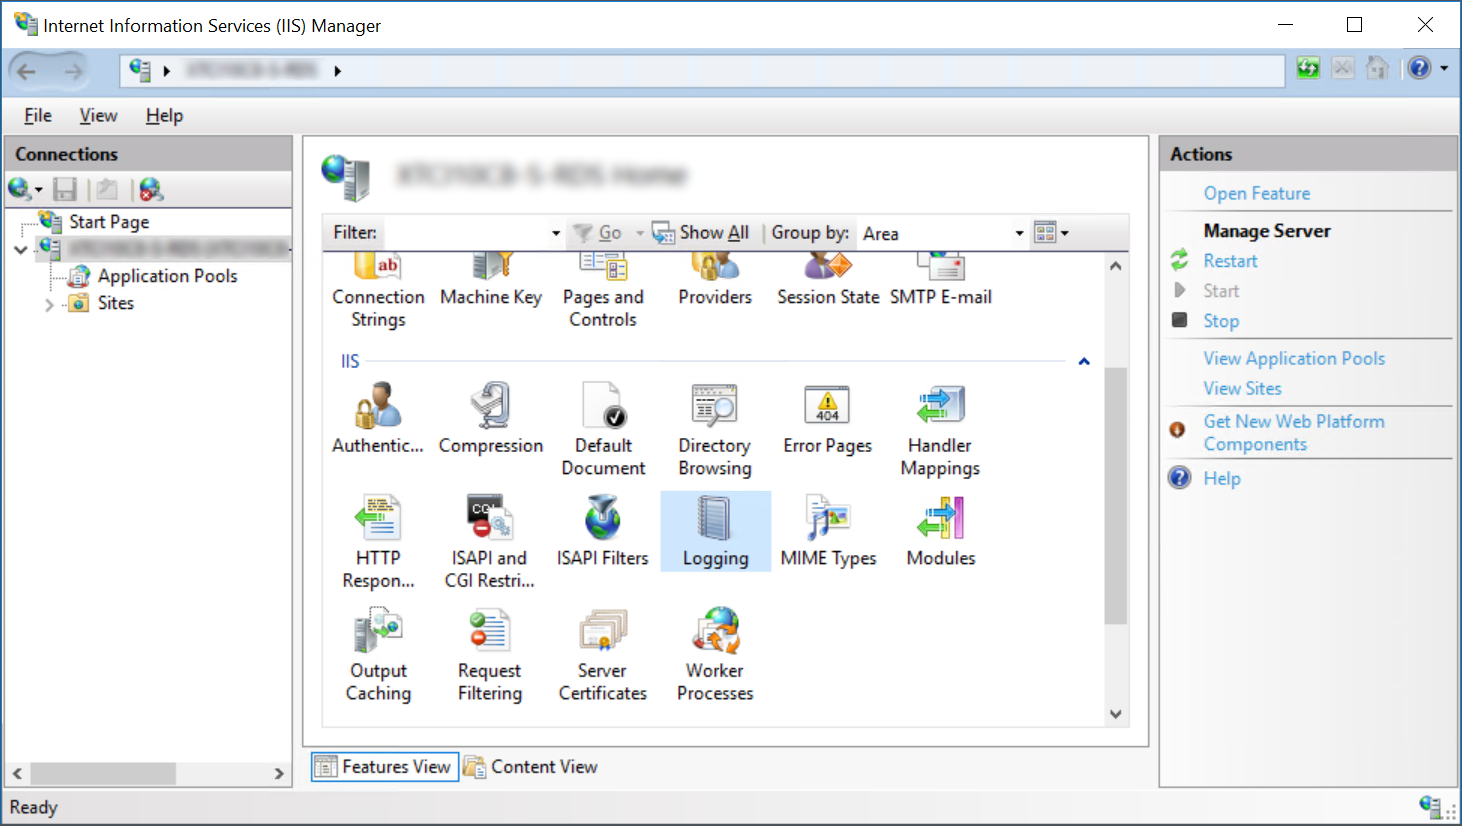 Internet Information Services (IIS) Manager
File View Help
Connections
Start Page
Application Pools
Sites
Filter: Go Show All Group by: Area
ab
Connection Strings
Machine Key
Pages and Controls
Providers
Session State
SMTP E-mail
IIS
404
Authentic...
Compression
Default Document
Directory Browsing
Error Pages
Handler Mappings
CGI
HTTP Respon...
ISAPI and CGI Restri...
ISAPI Filters
Logging
MIME Types
Modules
Output Caching
Request Filtering
Server Certificates
Worker Processes
Features View
Content View
Actions
Open Feature
Manage Server
Restart
Start
Stop
View Application Pools
View Sites
Get New Web Platform
Components
Help
Ready